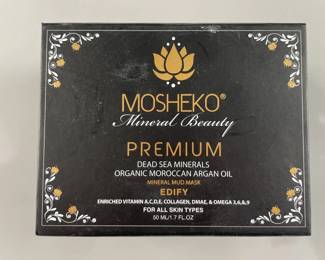 MOSHEKO®
Mineral Beauty
PREMIUM
DEAD SEA MINERALS
ORGANIC MOROCCAN ARGAN OIL
MINERAL MUD MASK
EDIFY
ENRICHED VITAMIN A,C,D,E, COLLAGEN, DMAE, & OMEGA 3,6,&9
FOR ALL SKIN TYPES
50 ML/1.7 FL.OZ